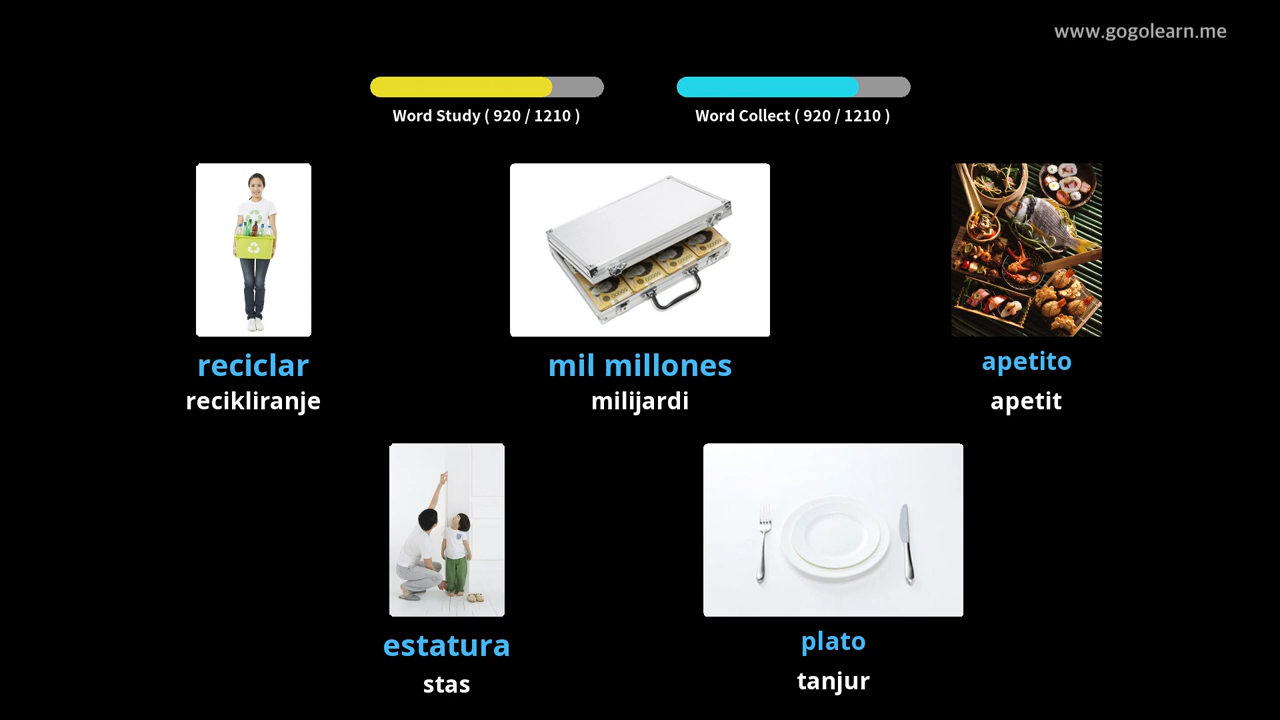 www.gogolearn.me
Word Study ( 920 / 1210 )
Word Collect ( 920 / 1210 )
reciclar
recikliranje
mil millones
milijardi
apetito
apetit
estatura
stas
plato
tanjur